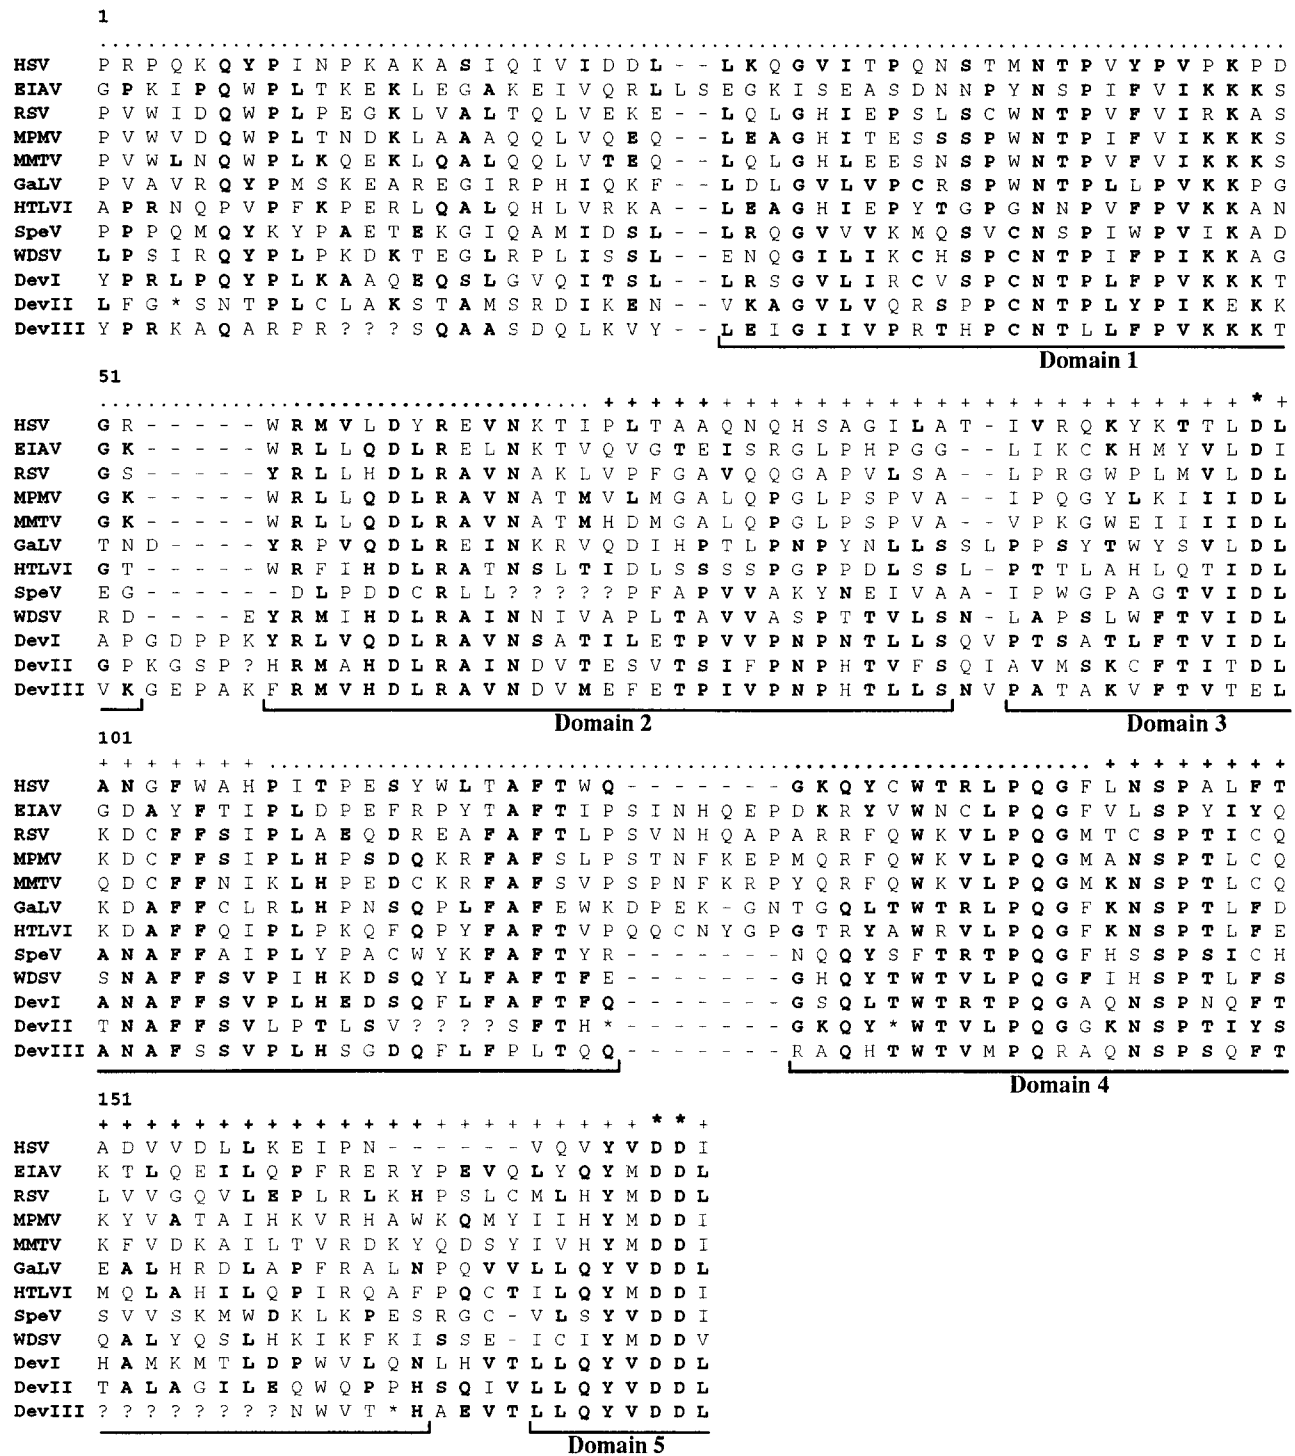 1
. . . . . . . . . . . . . . . . . . . . . . . . . . . . . . . . . . . . . . . . . . . . . . . . . .
HSV P R P Q K Q Y P I N P K A K A S I Q I V I D D L - - L K Q G V I T P Q N S T M N T P V Y P V P K P D
EIAV G P K I P Q W P L T K E K L E G A K E I V Q R L L S E G K I S E A S D N N P Y N S P I F V I K K K S
RSV P V W I D Q W P L P E G K L V A L T Q L V E K E - - L Q L G H I E P S L S C W N T P V F V I R K A S
MPMV P V W V D Q W P L T N D K L A A A Q Q L V Q E Q - - L E A G H I T E S S S P W N T P I F V I K K K S
MMTV P V W L N Q W P L K Q E K L Q A L Q Q L V T E Q - - L Q L G H L E E S N S P W N T P V F V I K K K S
GaLV P V A V R Q Y P M S K E A R E G I R P H I Q K F - - L D L G V L V P C R S P W N T P L L P V K K P G
HTLVI A P R N Q P V P F K P E R L Q A L Q H L V R K A - - L E A G H I E P Y T G P G N N P V F P V K K A N
SpeV P P P Q M Q Y K Y P A E T E K G I Q A M I D S L - - L R Q G V V V K M Q S V C N S P I W P V I K A D
WDSV L P S I R Q Y P L P K D K T E G L R P L I S S L - - E N Q G I L I K C H S P C N T P I F P I K K A G
DevI Y P R L P Q Y P L K A A Q E Q S L G V Q I T S L - - L R S G V L I R C V S P C N T P L F P V K K K T
DevII L F G * S N T P L C L A K S T A M S R D I K E N - - V K A G V L V Q R S P P C N T P L Y P I K E K K
DevIII Y P R K A Q A R P R ? ? ? S Q A A S D Q L K V Y - - L E I G I I V P R T H P C N T L L F P V K K K T
Domain 1
51
. . . . . . . . . . . . . . . . . . . . . + + + + + + + + + + + + + + + + + + + + + + + + + + + * +
HSV G R - - - - - W R M V L D Y R E V N K T I P L T A A Q N Q H S A G I L A T - I V R Q K Y K T T L D L
EIAV G K - - - - - W R L L Q D L R E L N K T V Q V G T E I S R G L P H P G G - - L I K C K H M Y V L D I
RSV G S - - - - - Y R L L H D L R A V N A K L V P F G A V Q Q G A P V L S A - - L P R G W P L M V L D L
MPMV G K - - - - - W R L L Q D L R A V N A T M V L M G A L Q P G L P S P V A - - I P Q G Y L K I I I D L
MMTV G K - - - - - W R L L Q D L R A V N A T M H D M G A L Q P G L P S P V A - - V P K G W E I I I I D L
GaLV T N D - - - - Y R P V Q D L R E I N K R V Q D I H P T L P N P Y N L L S S L P P S Y T W Y S V L D L
HTLVI G T - - - - - W R F I H D L R A T N S L T I D L S S S S P G P P D L S S L - P T T L A H L Q T I D L
SpeV E G - - - - - - D L P D D C R L L ? ? ? ? ? P F A P V V A K Y N E I V A A - I P W G P A G T V I D L
WDSV R D - - - - E Y R M I H D L R A I N N I V A P L T A V V A S P T T V L S N - L A P S L W F T V I D L
DevI A P G D P P K Y R L V Q D L R A V N S A T I L E T P V V P N P N T L L S Q V P T S A T L F T V I D L
DevII G P K G S P ? H R M A H D L R A I N D V T E S V T S I F P N P H T V F S Q I A V M S K C F T I T D L
DevIII V K G E P A K F R M V H D L R A V N D V M E F E T P I V P N P H T L L S N V P A T A K V F T V T E L
Domain 2 Domain 3
101
+ + + + + + + . . . . . . . . . . . . . . . . . . . . . . . . . . . . . . . . . . + + + + + + + +
HSV A N G F W A H P I T P E S Y W L T A F T W Q - - - - - - - G K Q Y C W T R L P Q G F L N S P A L F T
EIAV G D A Y F T I P L D P E F R P Y T A F T I P S I N H Q E P D K R Y V W N C L P Q G F V L S P Y I Y Q
RSV K D C F F S I P L A E Q D R E A F A F T L P S V N H Q A P A R R F Q W K V L P Q G M T C S P T I C Q
MPMV K D C F F S I P L H P S D Q K R F A F S L P S T N F K E P M Q R F Q W K V L P Q G M A N S P T L C Q
MMTV Q D C F F N I K L H P E D C K R F A F S V P S P N F K R P Y Q R F Q W K V L P Q G M K N S P T L C Q
GaLV K D A F F C L R L H P N S Q P L F A F E W K D P E K - G N T G Q L T W T R L P Q G F K N S P T L F D
HTLVI K D A F F Q I P L P K Q F Q P Y F A F T V P Q Q C N Y G P G T R Y A W R V L P Q G F K N S P T L F E
SpeV A N A F F A I P L Y P A C W Y K F A F T Y R - - - - - - - N Q Q Y S F T R T P Q G F H S S P S I C H
WDSV S N A F F S V P I H K D S Q Y L F A F T F E - - - - - - - G H Q Y T W T V L P Q G F I H S P T L F S
DevI A N A F F S V P L H E D S Q F L F A F T F Q - - - - - - - G S Q L T W T R T P Q G A Q N S P N Q F T
DevII T N A F F S V L P T L S V ? ? ? ? S F T H * - - - - - - - G K Q Y * W T V L P Q G G K N S P T I Y S
DevIII A N A F S S V P L H S G D Q F L F P L T Q Q - - - - - - - R A Q H T W T V M P Q R A Q N S P S Q F T
Domain 4
151
+ + + + + + + + + + + + + + + + + + + + + + + * * +
HSV A D V V D L L K E I P N - - - - - - V Q V Y V D D I
EIAV K T L Q E I L Q P F R E R Y P E V Q L Y Q Y M D D L
RSV L V V G Q V L E P L R L K H P S L C M L H Y M D D L
MPMV K Y V A T A I H K V R H A W K Q M Y I I H Y M D D I
MMTV K F V D K A I L T V R D K Y Q D S Y I V H Y M D D I
GaLV E A L H R D L A P F R A L N P Q V V L L Q Y V D D L
HTLVI M Q L A H I L Q P I R Q A F P Q C T I L Q Y M D D I
SpeV S V V S K M W D K L K P E S R G C - V L S Y V D D I
WDSV Q A L Y Q S L H K I K F K I S S E - I C I Y M D D V
DevI H A M K M T L D P W V L Q N L H V T L L Q Y V D D L
DevII T A L A G I L E Q W Q P P H S Q I V L L Q Y V D D L
DevIII ? ? ? ? ? ? ? ? N W V T * H A E V T L L Q Y V D D L
Domain 5